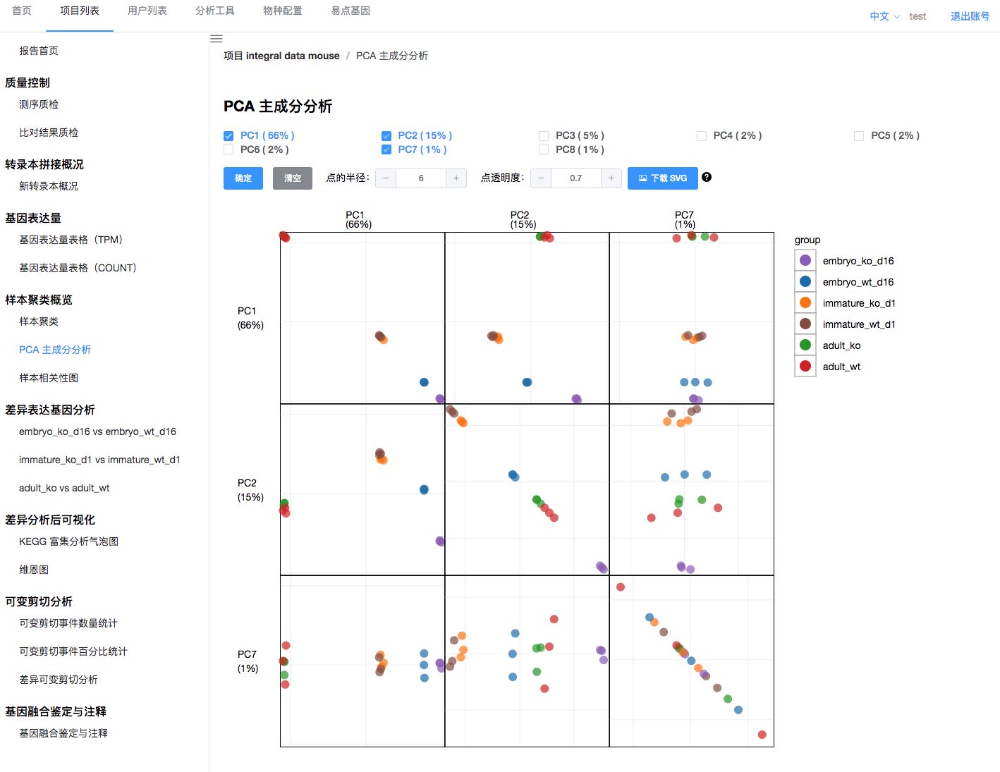 首页 项目列表 用户列表 分析工具 物种配置 易点基因 中文 test 退出账号
报告首页
质量控制
测序质检
比对结果质检
转录本拼接概况
新转录本概况
基因表达量
基因表达量表格（TPM）
基因表达量表格（COUNT）
样本聚类概览
样本聚类
PCA 主成分分析
样本相关性图
差异表达基因分析
embryo_ko_d16 vs embryo_wt_d16
immature_ko_d1 vs immature_wt_d1
adult_ko vs adult_wt
差异分析后可视化
KEGG 富集分析气泡图
维恩图
可变剪切分析
可变剪切事件数量统计
可变剪切事件百分比统计
差异可变剪切分析
基因融合鉴定与注释
基因融合鉴定与注释
项目 integral data mouse / PCA 主成分分析
PCA 主成分分析
PC1 ( 66% ) PC2 ( 15% ) PC3 ( 5% ) PC4 ( 2% ) PC5 ( 2% )
PC6 ( 2% ) PC7 ( 1% ) PC8 ( 1% )
确定 清空 点的半径： − 6 + 点透明度： − 0.7 + 下载 SVG ?
PC1 PC2 PC7
(66%) (15%) (1%)
PC1
(66%)
PC2
(15%)
PC7
(1%)
group
embryo_ko_d16
embryo_wt_d16
immature_ko_d1
immature_wt_d1
adult_ko
adult_wt